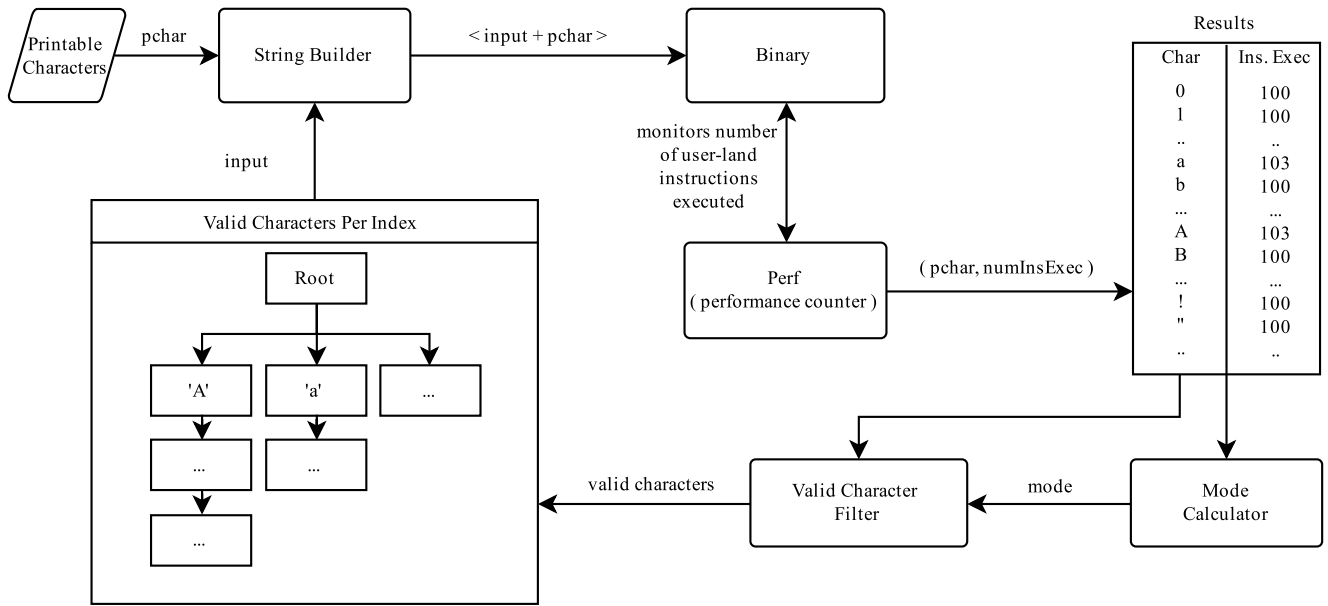 Printable
Characters
pchar
String Builder
< input + pchar >
Binary
Results
Char Ins. Exec
0 100
1 100
.. ..
a 103
b 100
... ...
A 103
B 100
... ...
! 100
" 100
.. ..
monitors number
of user-land
instructions
executed
input
Valid Characters Per Index
Root
'A' 'a' ...
... ...
...
Perf
( performance counter )
( pchar, numInsExec )
valid characters
Valid Character
Filter
mode
Mode
Calculator